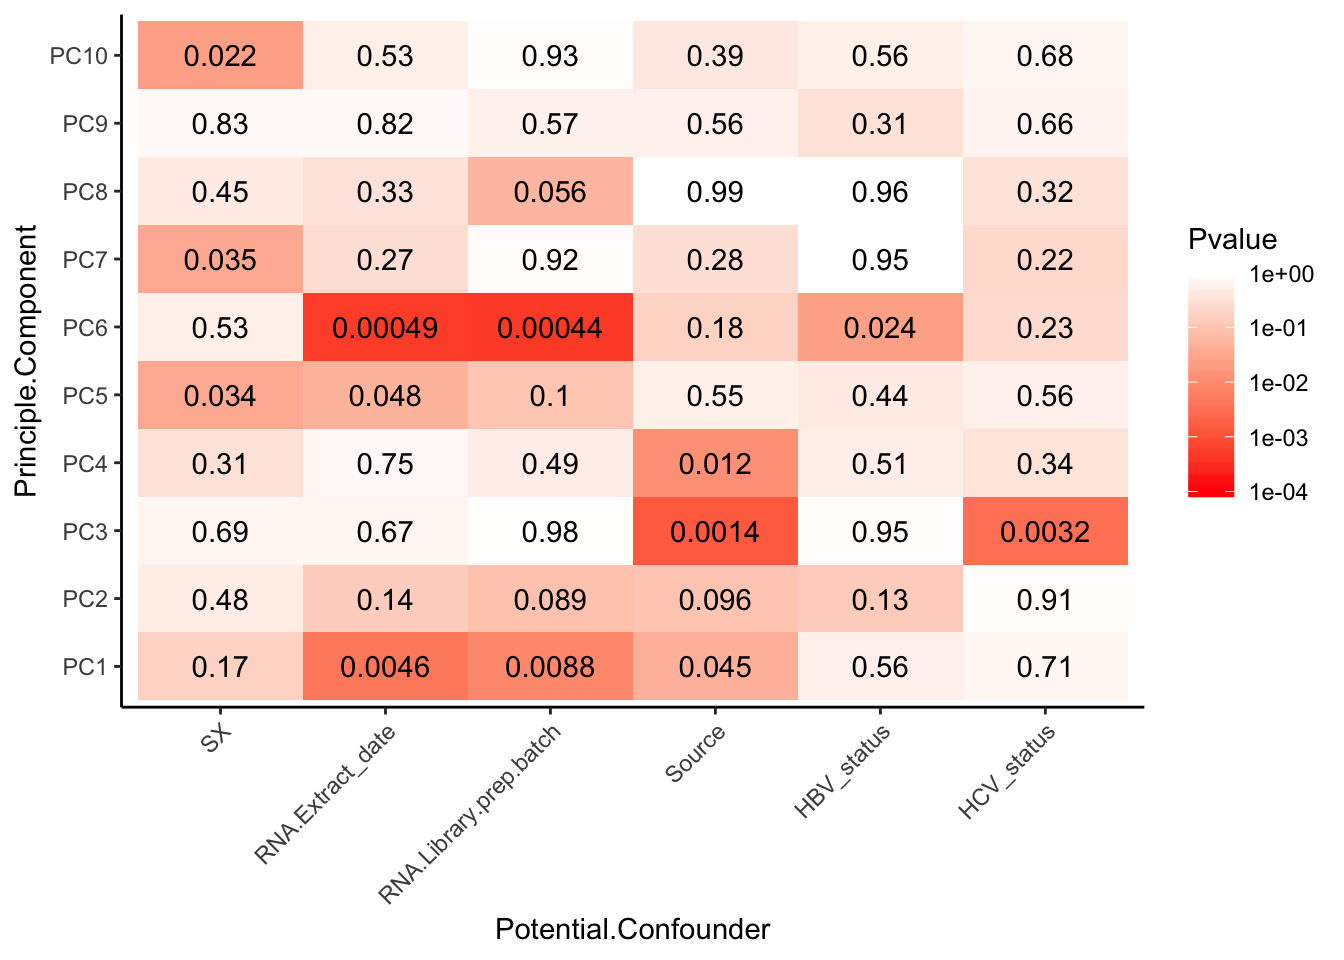 PC10 0.022 0.53 0.93 0.39 0.56 0.68
PC9 0.83 0.82 0.57 0.56 0.31 0.66
PC8 0.45 0.33 0.056 0.99 0.96 0.32
PC7 0.035 0.27 0.92 0.28 0.95 0.22
PC6 0.53 0.00049 0.00044 0.18 0.024 0.23
PC5 0.034 0.048 0.1 0.55 0.44 0.56
PC4 0.31 0.75 0.49 0.012 0.51 0.34
PC3 0.69 0.67 0.98 0.0014 0.95 0.0032
PC2 0.48 0.14 0.089 0.096 0.13 0.91
PC1 0.17 0.0046 0.0088 0.045 0.56 0.71
Principle.Component
SX
RNA.Extract_date
RNA.Library.prep.batch
Source
HBV_status
HCV_status
Potential.Confounder
Pvalue
1e+00
1e-01
1e-02
1e-03
1e-04